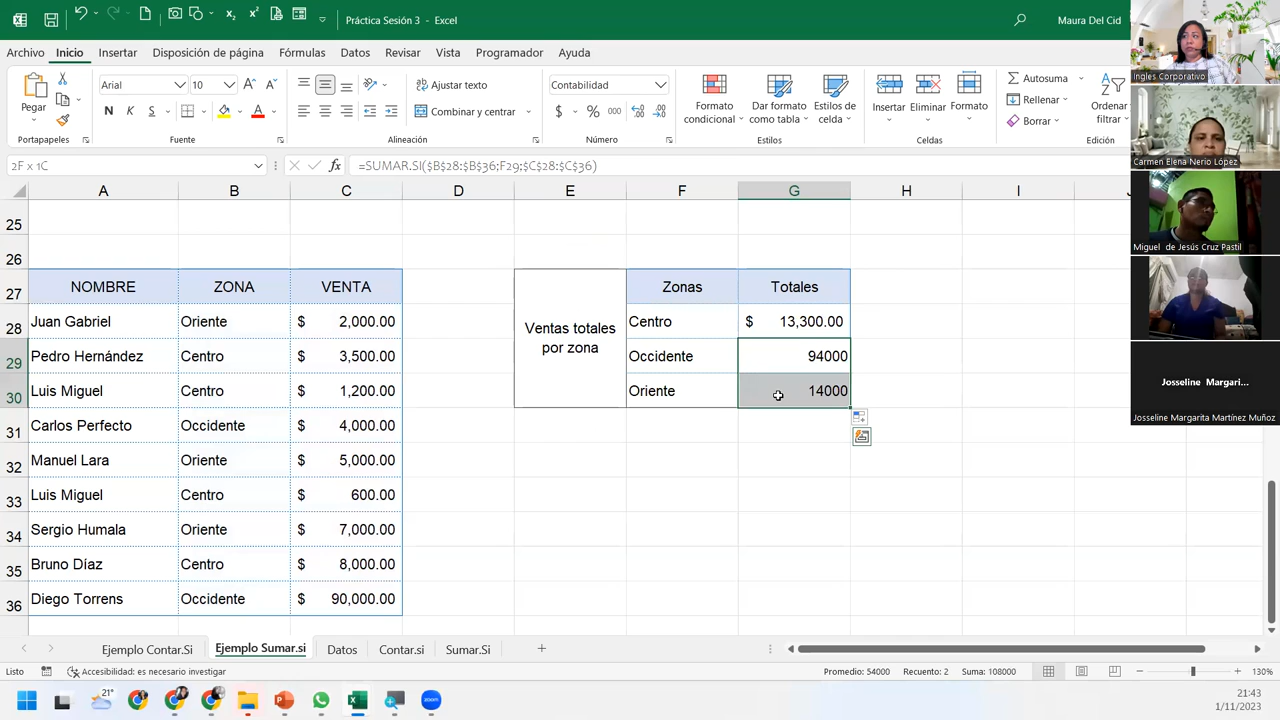 Práctica Sesión 3 - Excel
Maura Del Cid
Archivo Inicio Insertar Disposición de página Fórmulas Datos Revisar Vista Programador Ayuda
Pegar
Portapapeles
Arial 10
N K S
Fuente
Ajustar texto
Combinar y centrar
Alineación
Contabilidad
$ % 000
Número
Formato condicional
Dar formato como tabla
Estilos de celda
Estilos
Insertar
Eliminar
Formato
Celdas
Autosuma
Rellenar
Borrar
Ordenar
filtrar
Edición
2F x 1C
fx =SUMAR.SI($B$28:$B$36;F29;$C$28:$C$36)
A B C D E F G H I
25
26
27 NOMBRE ZONA VENTA Zonas Totales
28 Juan Gabriel Oriente $ 2,000.00 Ventas totales por zona Centro $ 13,300.00
29 Pedro Hernández Centro $ 3,500.00 Occidente 94000
30 Luis Miguel Centro $ 1,200.00 Oriente 14000
31 Carlos Perfecto Occidente $ 4,000.00
32 Manuel Lara Oriente $ 5,000.00
33 Luis Miguel Centro $ 600.00
34 Sergio Humala Oriente $ 7,000.00
35 Bruno Díaz Centro $ 8,000.00
36 Diego Torrens Occidente $ 90,000.00
Ejemplo Contar.Si Ejemplo Sumar.si Datos Contar.si Sumar.Si
Listo Accesibilidad: es necesario investigar Promedio: 54000 Recuento: 2 Suma: 108000 130%
21°
21:43
1/11/2023
Ingles Corporativo
Carmen Elena Nerio López
Miguel de Jesús Cruz Pastil
Josseline Margari...
Josseline Margarita Martínez Muñoz